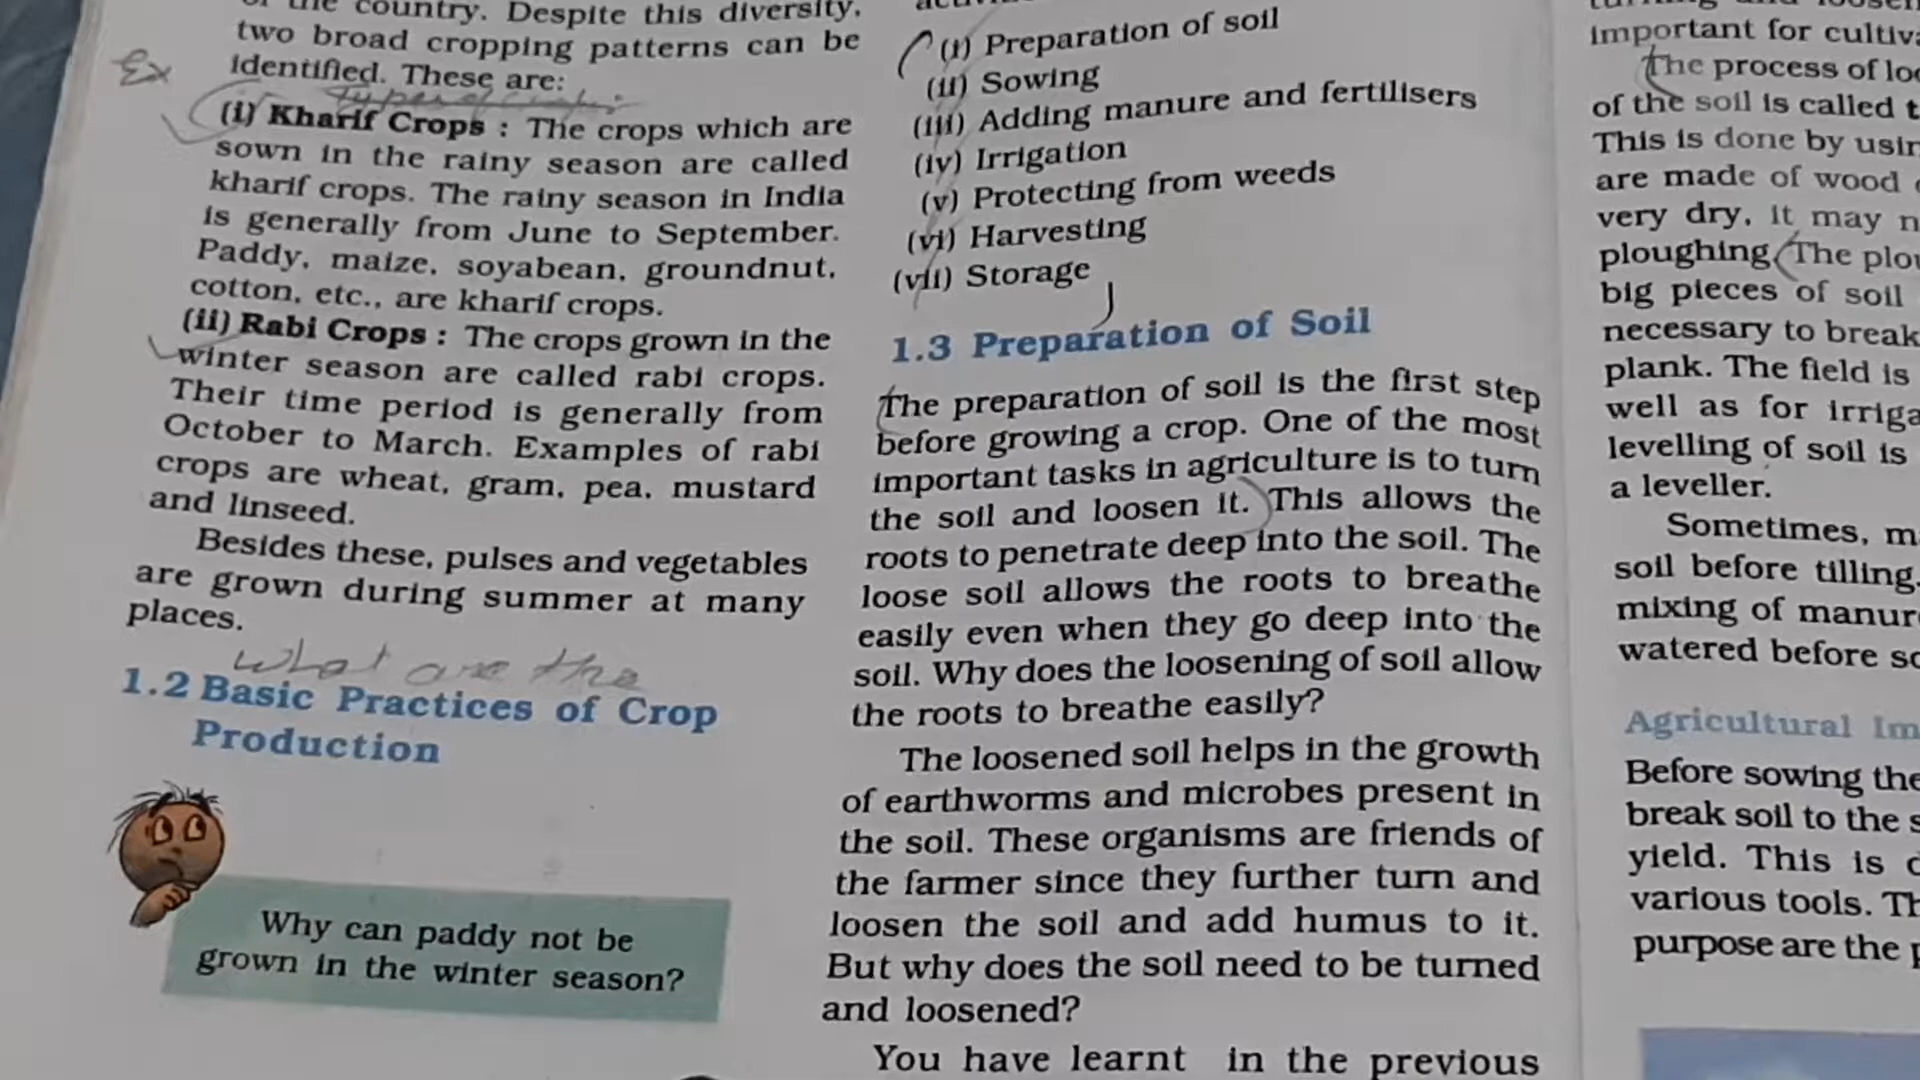 the country. Despite this diversity,
two broad cropping patterns can be
identified. These are:
Ex
(i) Kharif Crops : The crops which are
sown in the rainy season are called
kharif crops. The rainy season in India
is generally from June to September.
Paddy, maize, soyabean, groundnut,
cotton, etc., are kharif crops.
(ii) Rabi Crops : The crops grown in the
winter season are called rabi crops.
Their time period is generally from
October to March. Examples of rabi
crops are wheat, gram, pea, mustard
and linseed.
Besides these, pulses and vegetables
are grown during summer at many
places.
What are the
1.2 Basic Practices of Crop
Production
Why can paddy not be
grown in the winter season?
(i) Preparation of soil
(ii) Sowing
(iii) Adding manure and fertilisers
(iv) Irrigation
(v) Protecting from weeds
(vi) Harvesting
(vii) Storage
1.3 Preparation of Soil
The preparation of soil is the first step
before growing a crop. One of the most
important tasks in agriculture is to turn
the soil and loosen it. This allows the
roots to penetrate deep into the soil. The
loose soil allows the roots to breathe
easily even when they go deep into the
soil. Why does the loosening of soil allow
the roots to breathe easily?
The loosened soil helps in the growth
of earthworms and microbes present in
the soil. These organisms are friends of
the farmer since they further turn and
loosen the soil and add humus to it.
But why does the soil need to be turned
and loosened?
You have learnt in the previous
important for
The process of
of the soil is called
This is done by
are made of wood
very dry, it may
ploughing. The
big pieces of soil
necessary to break
plank. The field is
well as for
levelling of soil is
a leveller.
Sometimes,
soil before tilling.
mixing of
watered before
Agricultural
Before sowing the
break soil to the
yield. This is
various tools.
purpose are the